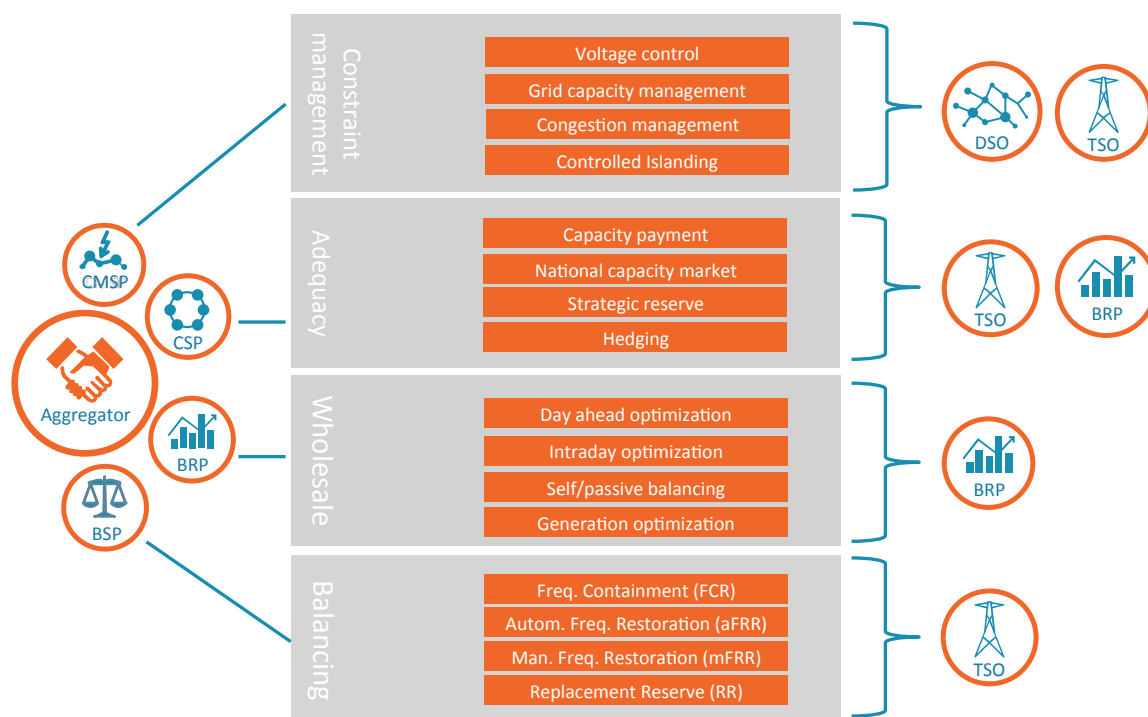 Constraint
management
Voltage control
Grid capacity management
Congestion management
Controlled Islanding
DSO
TSO
Adequacy
Capacity payment
National capacity market
Strategic reserve
Hedging
TSO
BRP
CMSP
CSP
Aggregator
BRP
BSP
Wholesale
Day ahead optimization
Intraday optimization
Self/passive balancing
Generation optimization
BRP
Balancing
Freq. Containment (FCR)
Autom. Freq. Restoration (aFRR)
Man. Freq. Restoration (mFRR)
Replacement Reserve (RR)
TSO